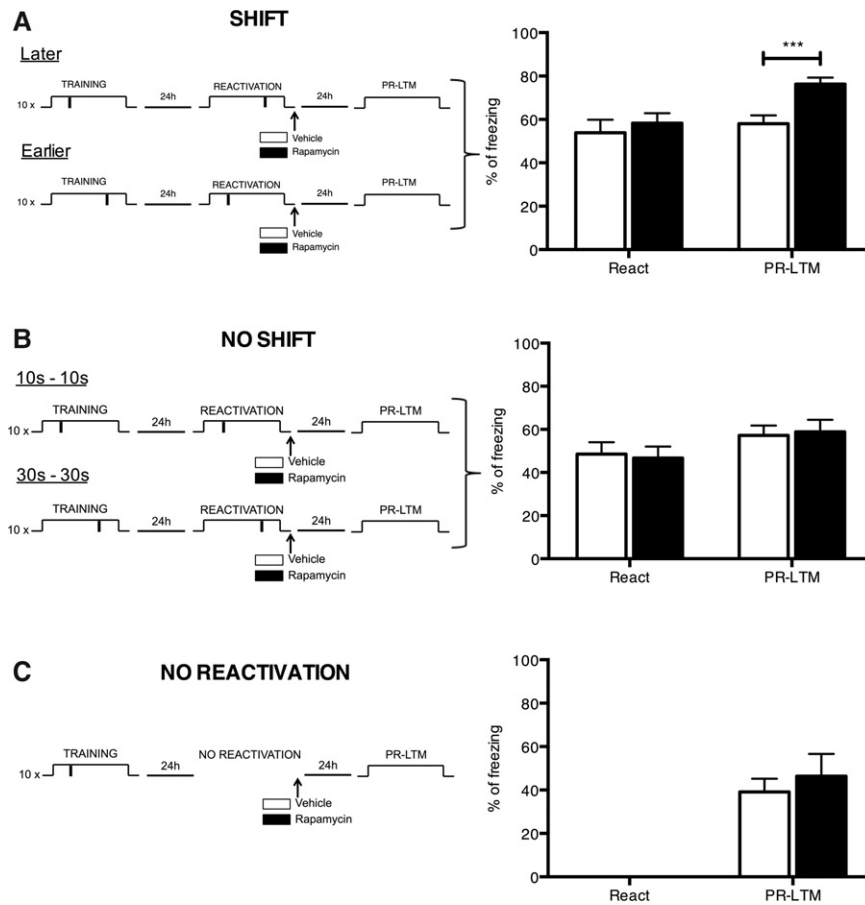 A
SHIFT
Later
10 x
TRAINING
24h
REACTIVATION
24h
PR-LTM
Vehicle
Rapamycin
Earlier
10 x
TRAINING
24h
REACTIVATION
24h
PR-LTM
Vehicle
Rapamycin
% of freezing
100
80
60
40
20
0
***
React
PR-LTM
B
NO SHIFT
10s - 10s
10 x
TRAINING
24h
REACTIVATION
24h
PR-LTM
Vehicle
Rapamycin
30s - 30s
10 x
TRAINING
24h
REACTIVATION
24h
PR-LTM
Vehicle
Rapamycin
% of freezing
100
80
60
40
20
0
React
PR-LTM
C
NO REACTIVATION
10 x
TRAINING
24h
NO REACTIVATION
24h
PR-LTM
Vehicle
Rapamycin
% of freezing
100
80
60
40
20
0
React
PR-LTM